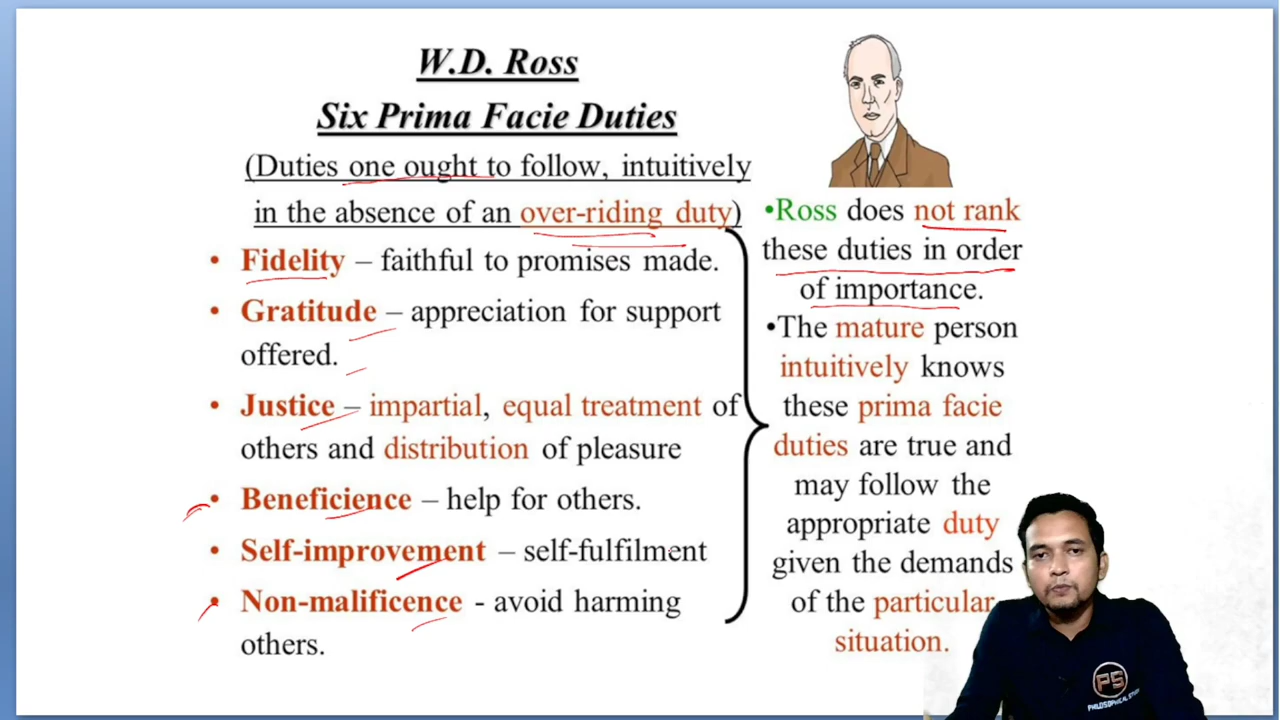 W.D. Ross
Six Prima Facie Duties
(Duties one ought to follow, intuitively
in the absence of an over-riding duty)
• Fidelity – faithful to promises made.
• Gratitude – appreciation for support
offered.
• Justice – impartial, equal treatment of
others and distribution of pleasure
• Beneficience – help for others.
• Self-improvement – self-fulfilment
• Non-malificence - avoid harming
others.
•Ross does not rank
these duties in order
of importance.
•The mature person
intuitively knows
these prima facie
duties are true and
may follow the
appropriate duty
given the demands
of the particular
situation.
PS